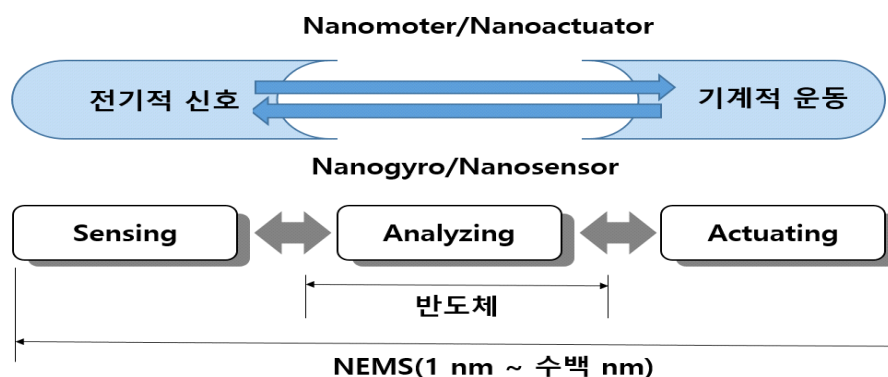 Nanomoter/Nanoactuator
전기적 신호
기계적 운동
Nanogyro/Nanosensor
Sensing
Analyzing
Actuating
반도체
NEMS(1 nm ~ 수백 nm)